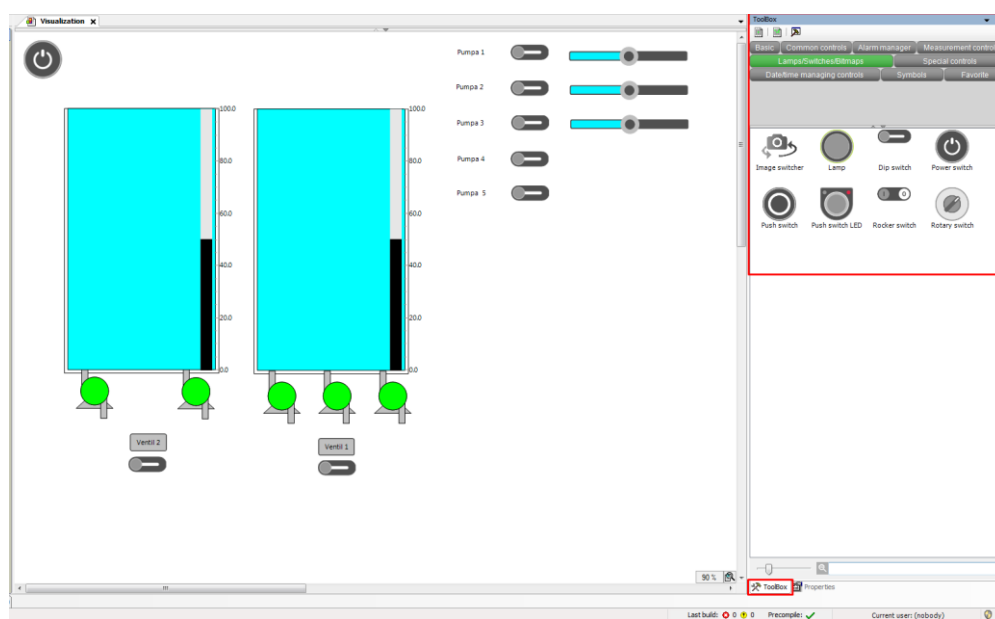 Visualization
ToolBox
Basic Common controls Alarm manager Measurement control
Lamps/Switches/Bitmaps Special controls
Date/time managing controls Symbols Favorite
Image switcher Lamp Dip switch Power switch
Push switch Push switch LED Rocker switch Rotary switch
Pumpa 1
Pumpa 2
Pumpa 3
Pumpa 4
Pumpa 5
100.0
80.0
60.0
40.0
20.0
0.0
100.0
80.0
60.0
40.0
20.0
0.0
Ventil 2
Ventil 1
90 %
ToolBox Properties
Last build: 0 0 Precompile: Current user: (nobody)